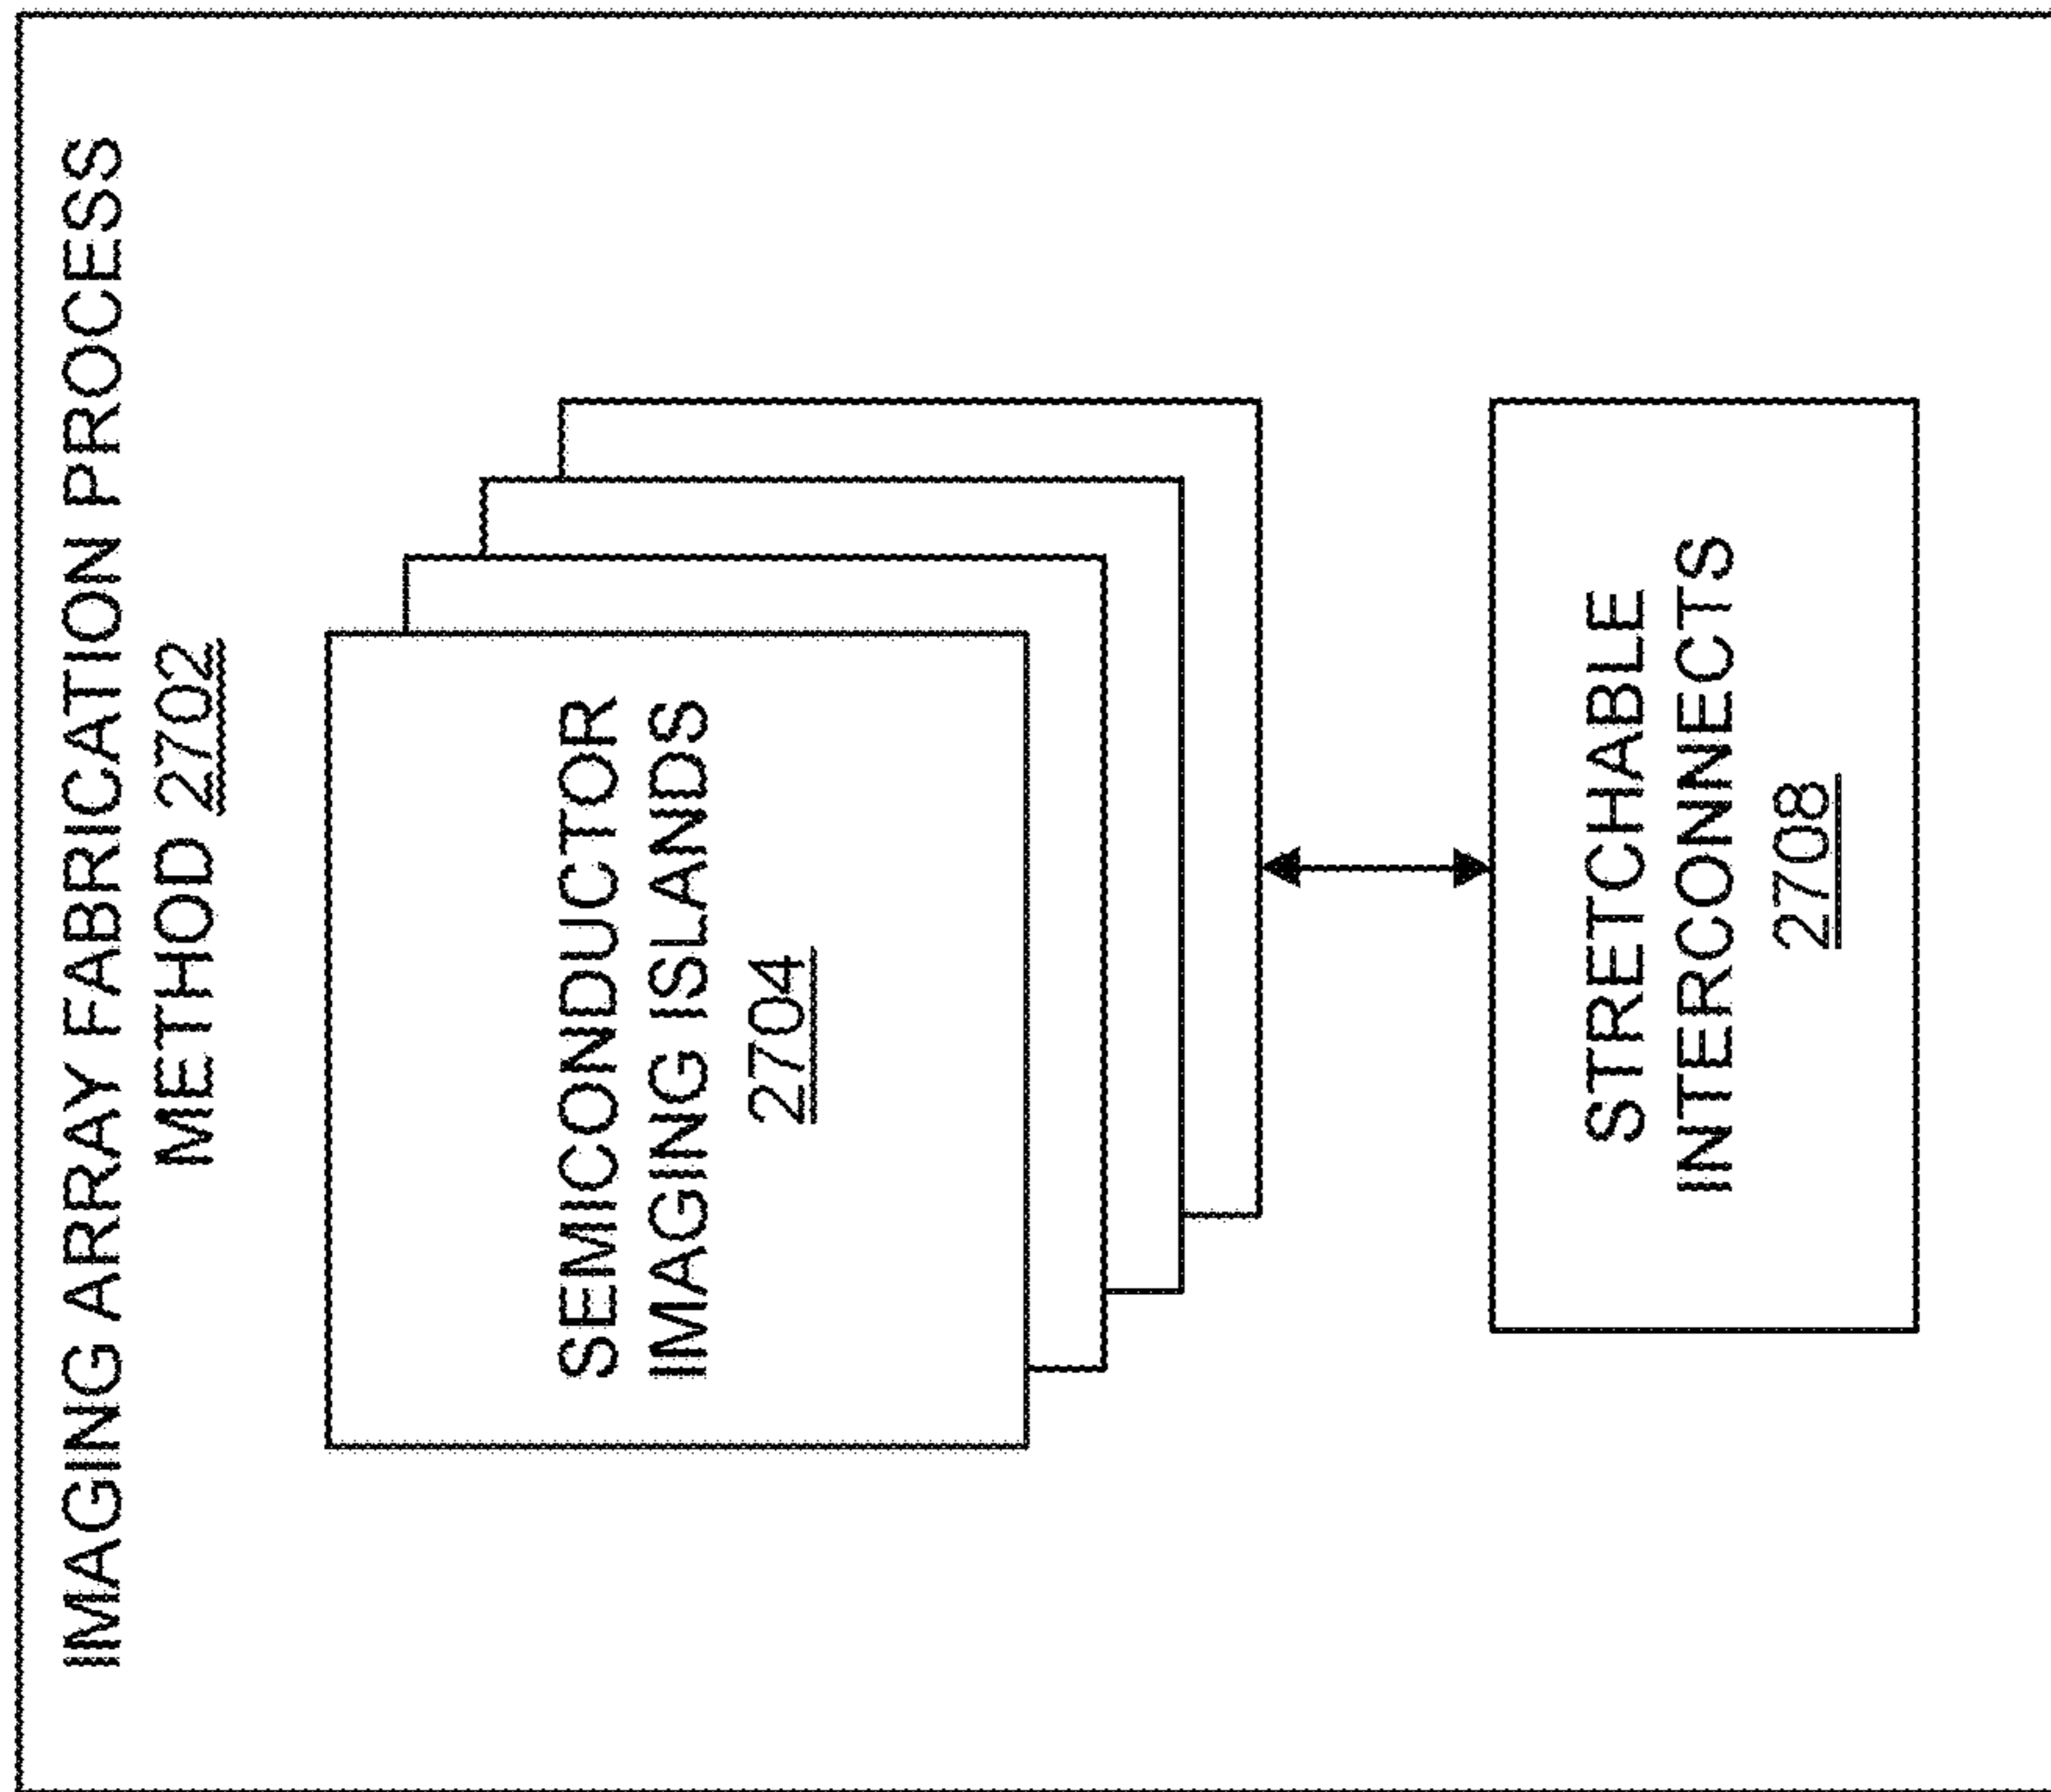 IMAGING ARRAY FABRICATION PROCESS
METHOD 2702
SEMICONDUCTOR
IMAGING ISLANDS
2704
STRETCHABLE
INTERCONNECTS
2708